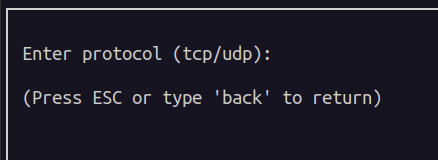 Enter protocol (tcp/udp):
(Press ESC or type 'back' to return)